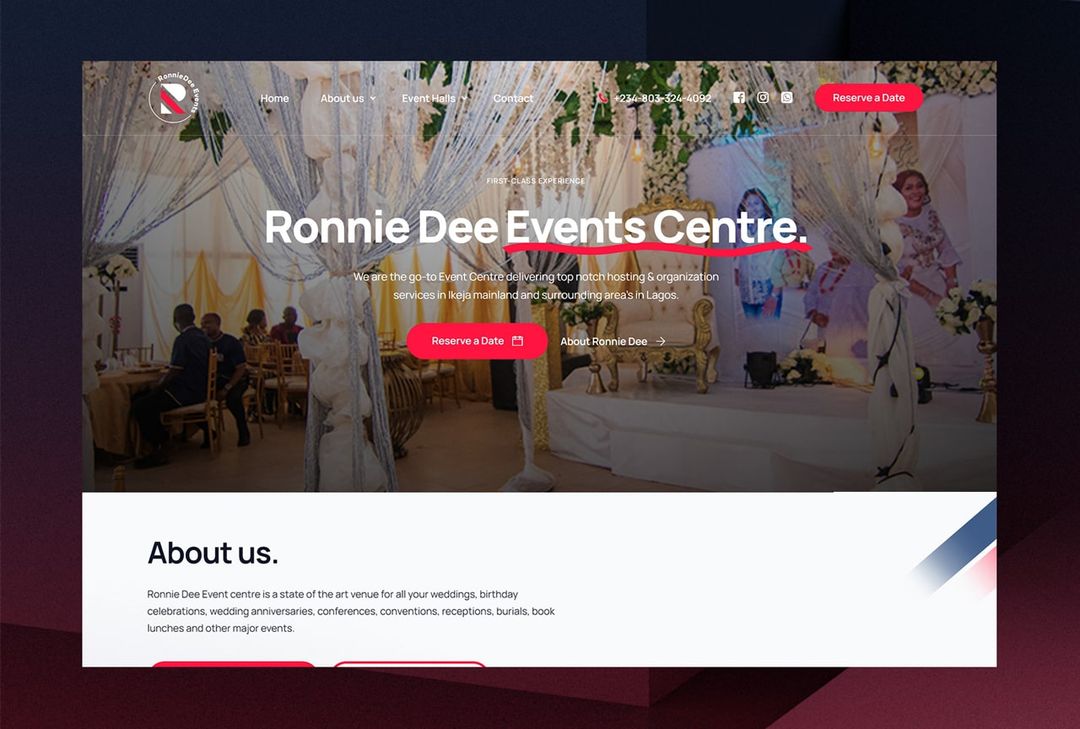 RonnieDee Events
Home
About us
Event Halls
Contact
+234-803-324-4092
Reserve a Date
FIRST-CLASS EXPERIENCE
Ronnie Dee Events Centre.
We are the go-to Event Centre delivering top notch hosting & organization
services in Ikeja mainland and surrounding area's in Lagos.
Reserve a Date
About Ronnie Dee
About us.
Ronnie Dee Event centre is a state of the art venue for all your weddings, birthday
celebrations, wedding anniversaries, conferences, conventions, receptions, burials, book
lunches and other major events.